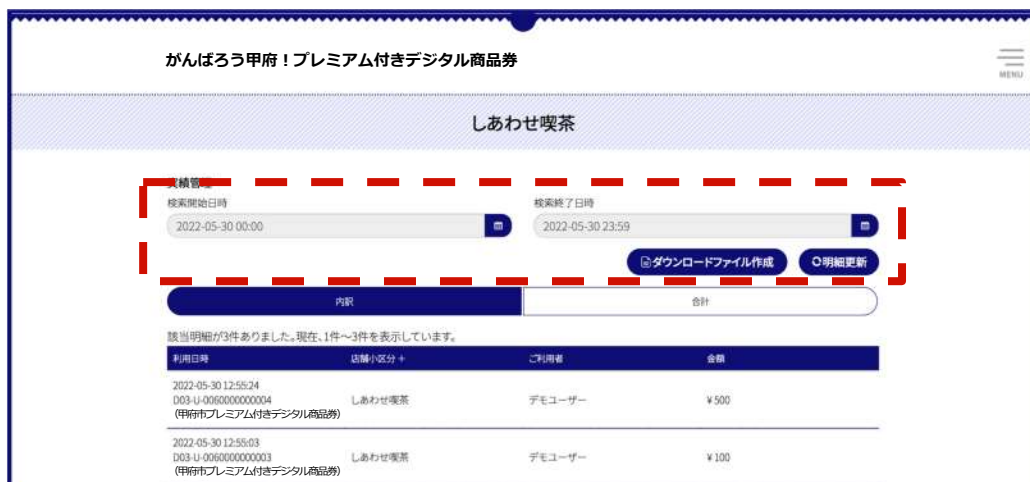 がんばろう甲府！プレミアム付きデジタル商品券
MENU
しあわせ喫茶
実績管理
検索開始日時
検索終了日時
2022-05-30 00:00
2022-05-30 23:59
ダウンロードファイル作成
明細更新
内訳
合計
該当明細が3件ありました。現在、1件～3件を表示しています。
利用日時 店舗小区分＋ ご利用者 金額
2022-05-30 12:55:24
D03-U-0060000000004 しあわせ喫茶 デモユーザー ¥500
（甲府市プレミアム付きデジタル商品券）
2022-05-30 12:55:03
D03-U-0060000000003 しあわせ喫茶 デモユーザー ¥100
（甲府市プレミアム付きデジタル商品券）